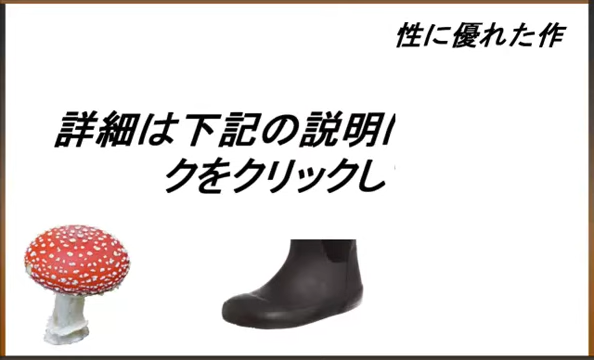 性に優れた作
詳細は下記の説明
クをクリックし